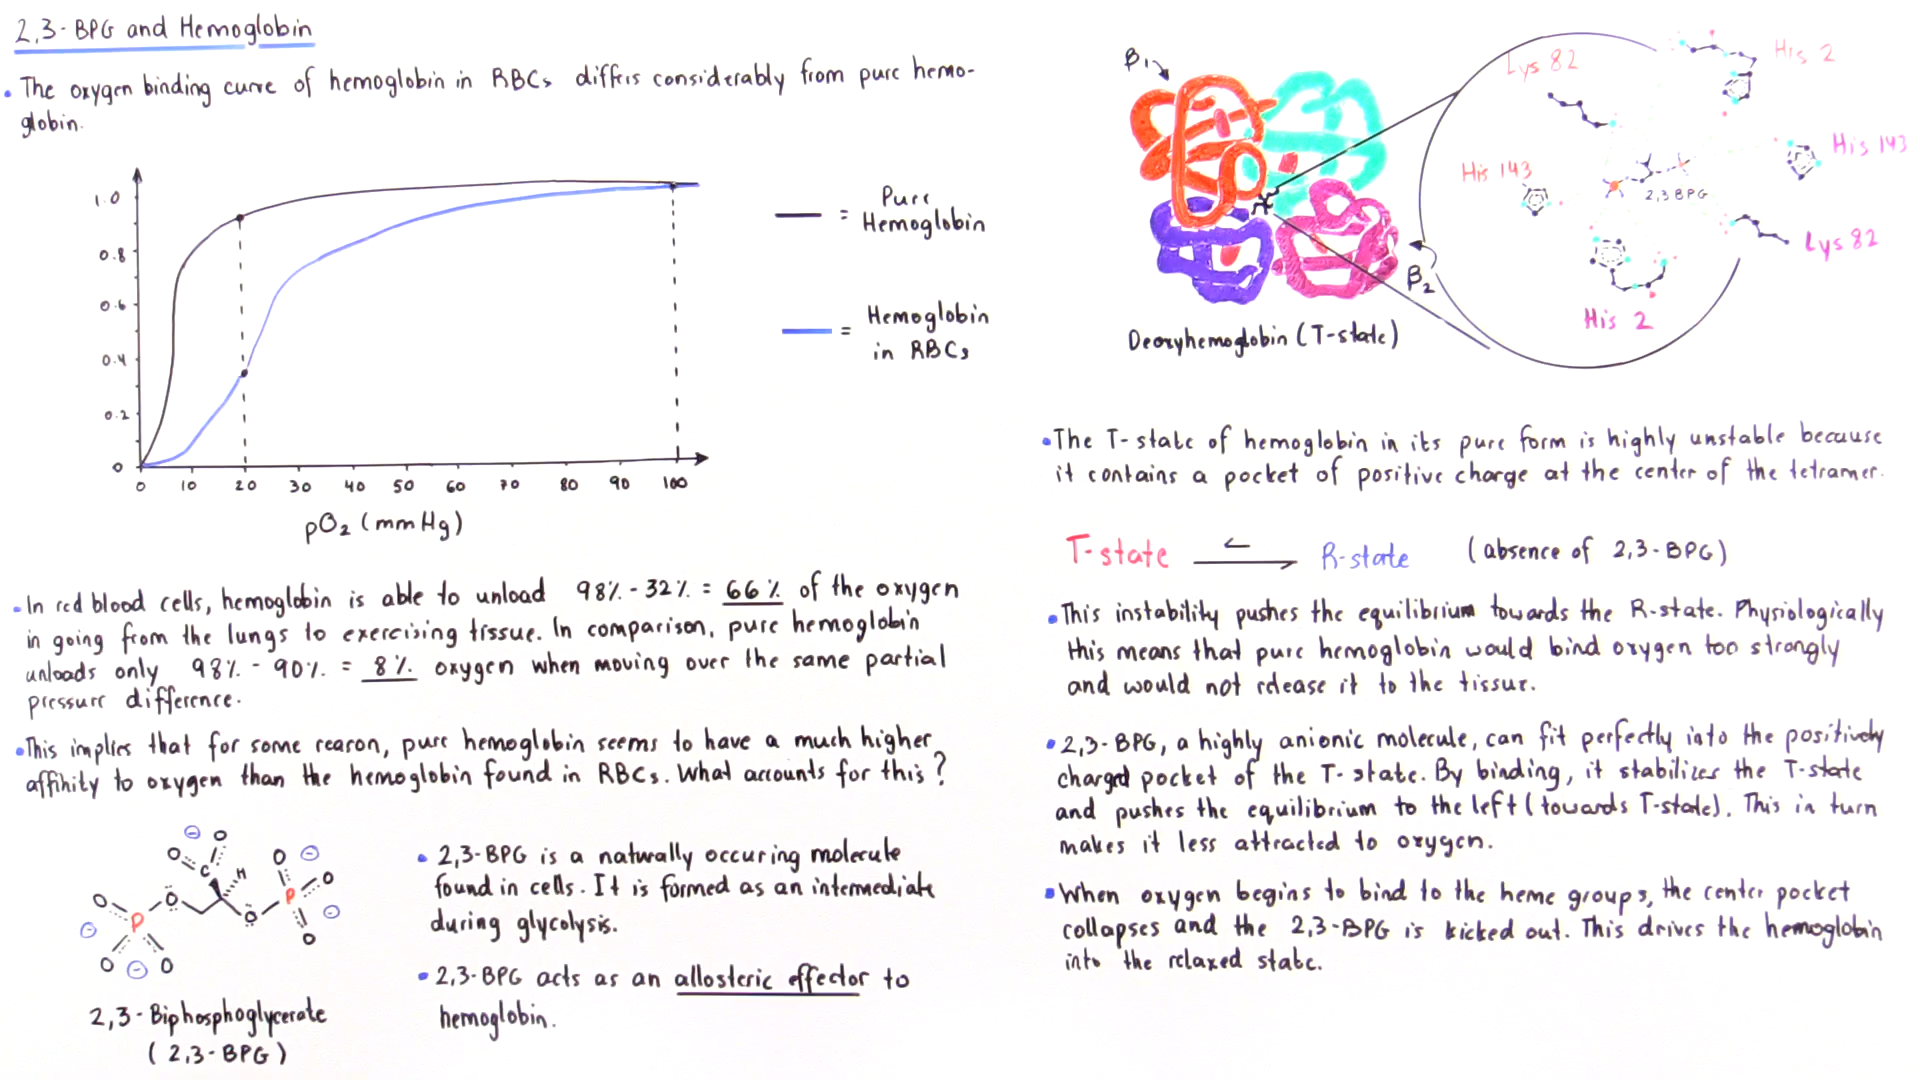 2,3-BPG and Hemoglobin
• The oxygen binding curve of hemoglobin in RBCs differs considerably from pure hemo-
globin.
1.0
0.8
0.6
0.4
0.2
0
0 10 20 30 40 50 60 70 80 90 100
pO₂ (mmHg)
= Pure
Hemoglobin
= Hemoglobin
in RBCs
• In red blood cells, hemoglobin is able to unload 98% - 32% = 66% of the oxygen
in going from the lungs to exercising tissue. In comparison, pure hemoglobin
unloads only 98% - 90% = 8% oxygen when moving over the same partial
pressure difference.
• This implies that for some reason, pure hemoglobin seems to have a much higher
affinity to oxygen than the hemoglobin found in RBCs. What accounts for this?
⊖ O
O C H O ⊖
O P O O P O
⊖ O ⊖ O O ⊖
2,3-Biphosphoglycerate
(2,3-BPG)
• 2,3-BPG is a naturally occuring molecule
found in cells. It is formed as an intermediate
during glycolysis.
• 2,3-BPG acts as an allosteric effector to
hemoglobin.
β₁
β₂
Deoxyhemoglobin (T-state)
Lys 82
His 2
His 143
His 143
2,3 BPG
Lys 82
His 2
• The T-state of hemoglobin in its pure form is highly unstable because
it contains a pocket of positive charge at the center of the tetramer.
T-state ⇌ R-state (absence of 2,3-BPG)
• This instability pushes the equilibrium towards the R-state. Physiologically
this means that pure hemoglobin would bind oxygen too strongly
and would not release it to the tissue.
• 2,3-BPG, a highly anionic molecule, can fit perfectly into the positively
charged pocket of the T-state. By binding, it stabilizes the T-state
and pushes the equilibrium to the left (towards T-state). This in turn
makes it less attracted to oxygen.
• When oxygen begins to bind to the heme groups, the center pocket
collapses and the 2,3-BPG is kicked out. This drives the hemoglobin
into the relaxed state.